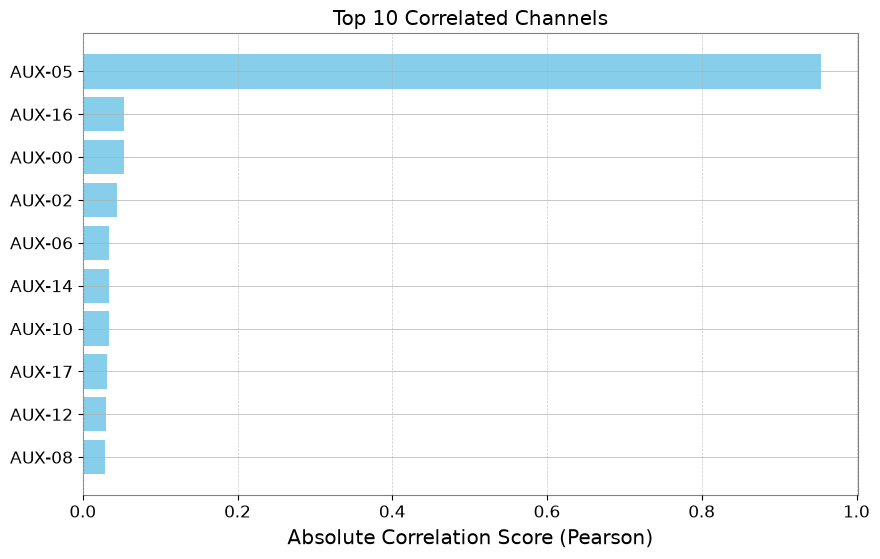 Top 10 Correlated Channels
AUX-05
AUX-16
AUX-00
AUX-02
AUX-06
AUX-14
AUX-10
AUX-17
AUX-12
AUX-08
0.0 0.2 0.4 0.6 0.8 1.0
Absolute Correlation Score (Pearson)